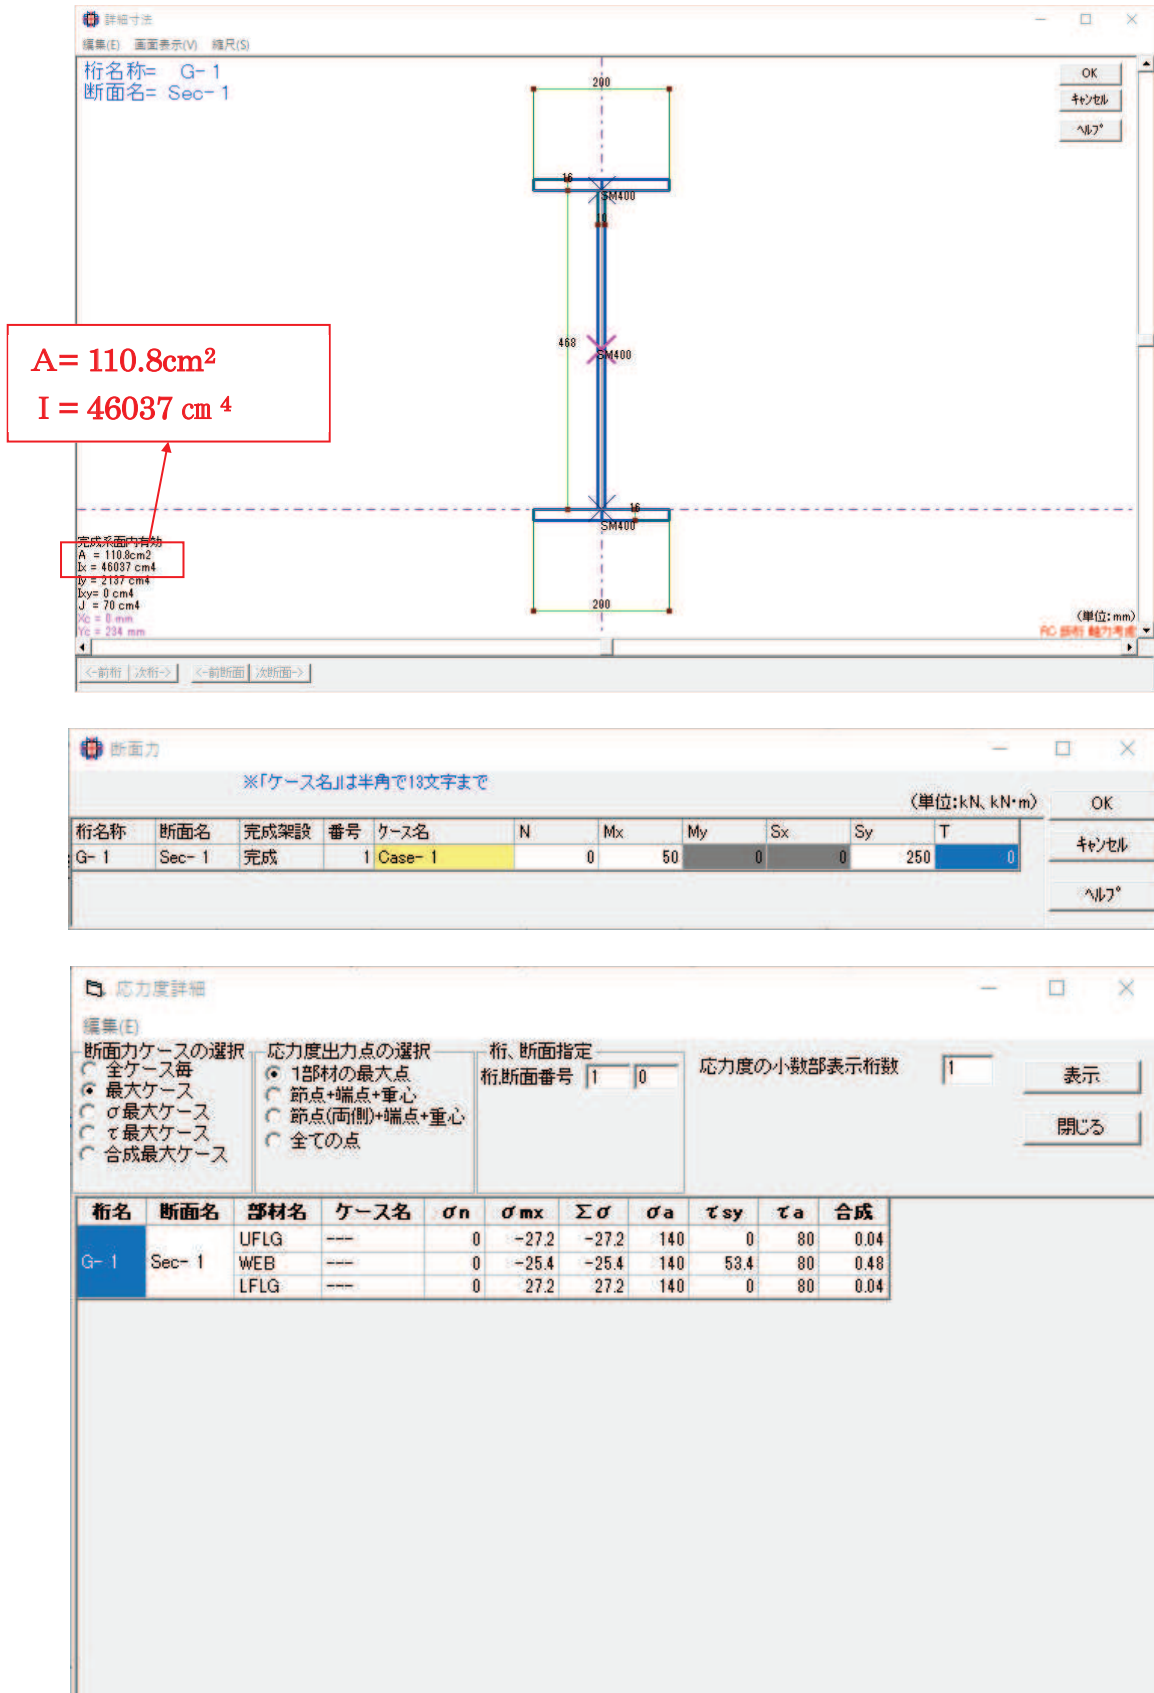 詳細寸法
編集(E) 画面表示(V) 縮尺(S)
桁名称= G- 1
断面名= Sec- 1
OK
キャンセル
ヘルプ
200
16
SM400
10
468
SM400
A= 110.8cm²
I = 46037 cm ⁴
16
SM400
200
完成系面内有効
A = 110.8cm2
Ix = 46037 cm4
Iy = 2137 cm4
Ixy= 0 cm4
J = 70 cm4
Xc = 0 mm
Yc = 234 mm
(単位:mm)
RC 鋼桁 軸力考慮
<-前桁 次桁-> <-前断面 次断面->
断面力
※「ケース名」は半角で13文字まで
(単位:kN、kN・m)
OK
キャンセル
ヘルプ
桁名称 断面名 完成架設 番号 ケース名 N Mx My Sx Sy T
G- 1 Sec- 1 完成 1 Case- 1 0 50 0 0 250 0
応力度詳細
編集(E)
断面力ケースの選択
全ケース毎
最大ケース
σ最大ケース
τ最大ケース
合成最大ケース
応力度出力点の選択
1部材の最大点
節点+端点+重心
節点(両側)+端点+重心
全ての点
桁、断面指定
桁,断面番号 1 0
応力度の小数部表示桁数 1
表示
閉じる
桁名 断面名 部材名 ケース名 σn σmx Σσ σa τsy τa 合成
G- 1 Sec- 1 UFLG --- 0 -27.2 -27.2 140 0 80 0.04
WEB --- 0 -25.4 -25.4 140 53.4 80 0.48
LFLG --- 0 27.2 27.2 140 0 80 0.04